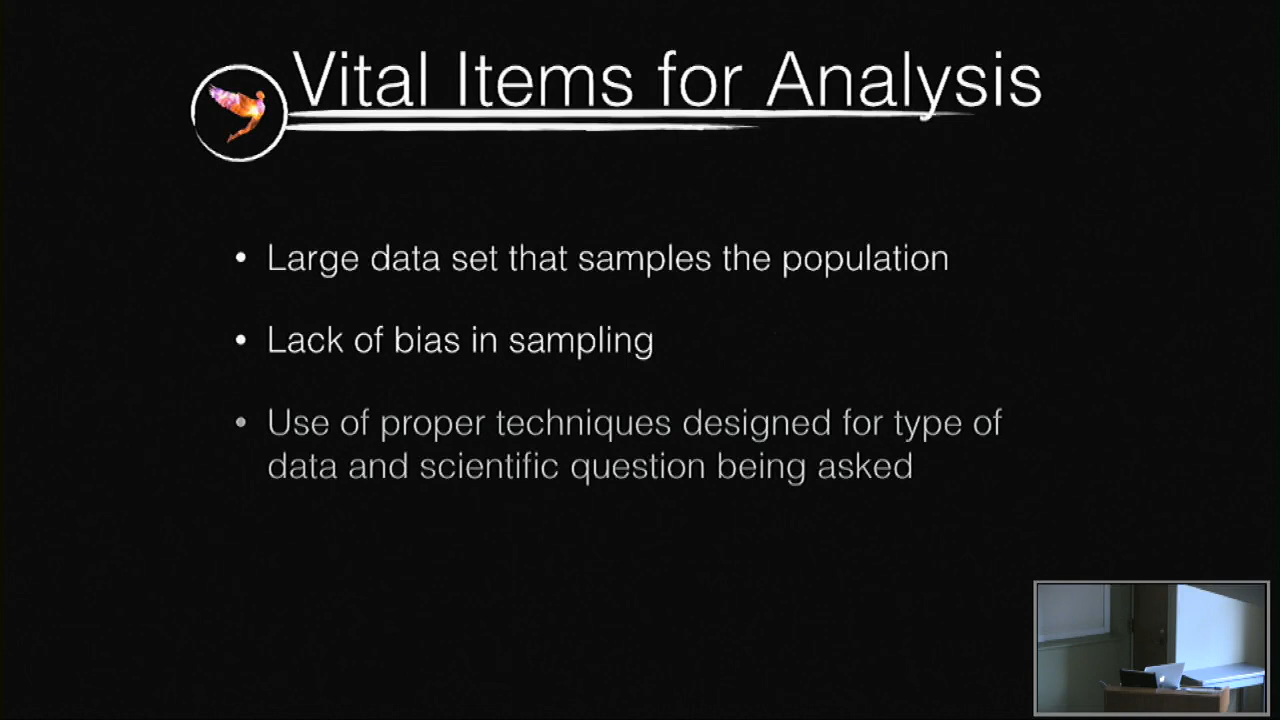 Vital Items for Analysis
• Large data set that samples the population
• Lack of bias in sampling
• Use of proper techniques designed for type of
data and scientific question being asked